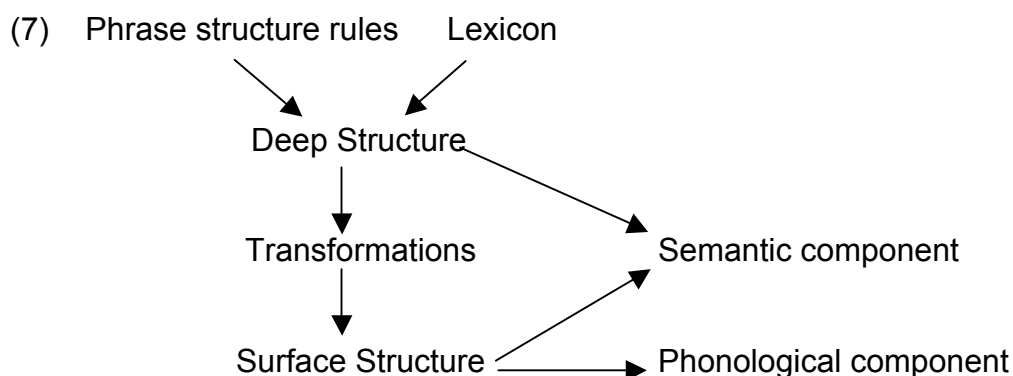 (7) Phrase structure rules Lexicon
Deep Structure
Transformations Semantic component
Surface Structure Phonological component